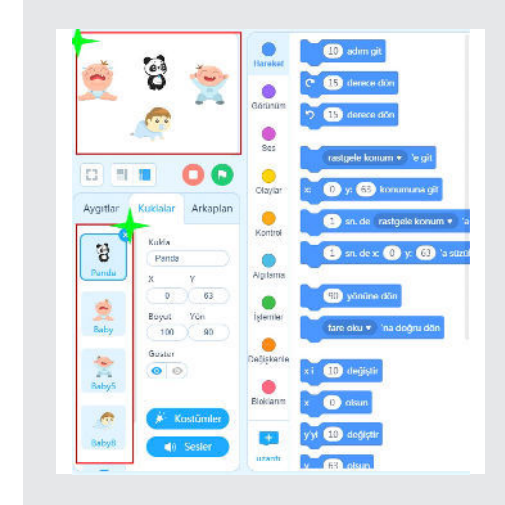 Hareket
Görünüm
Ses
Olaylar
Kontrol
Algılama
İşlemler
Değişkenle
Bloklarım
uzantı
10 adım git
15 derece dön
15 derece dön
rastgele konum 'e git
x: 0 y: 63 konumuna git
1 sn. de rastgele konum 'a
1 sn. de x: 0 y: 63 'a süzül
90 yönüne dön
fare oku 'na doğru dön
x i 10 değiştir
x 0 olsun
y'yi 10 değiştir
y 63 olsun
Aygıtlar Kuklalar Arkaplan
Panda
Baby
Baby5
Baby8
Kukla
Panda
X Y
0 63
Boyut Yön
100 90
Göster
Kostümler
Sesler